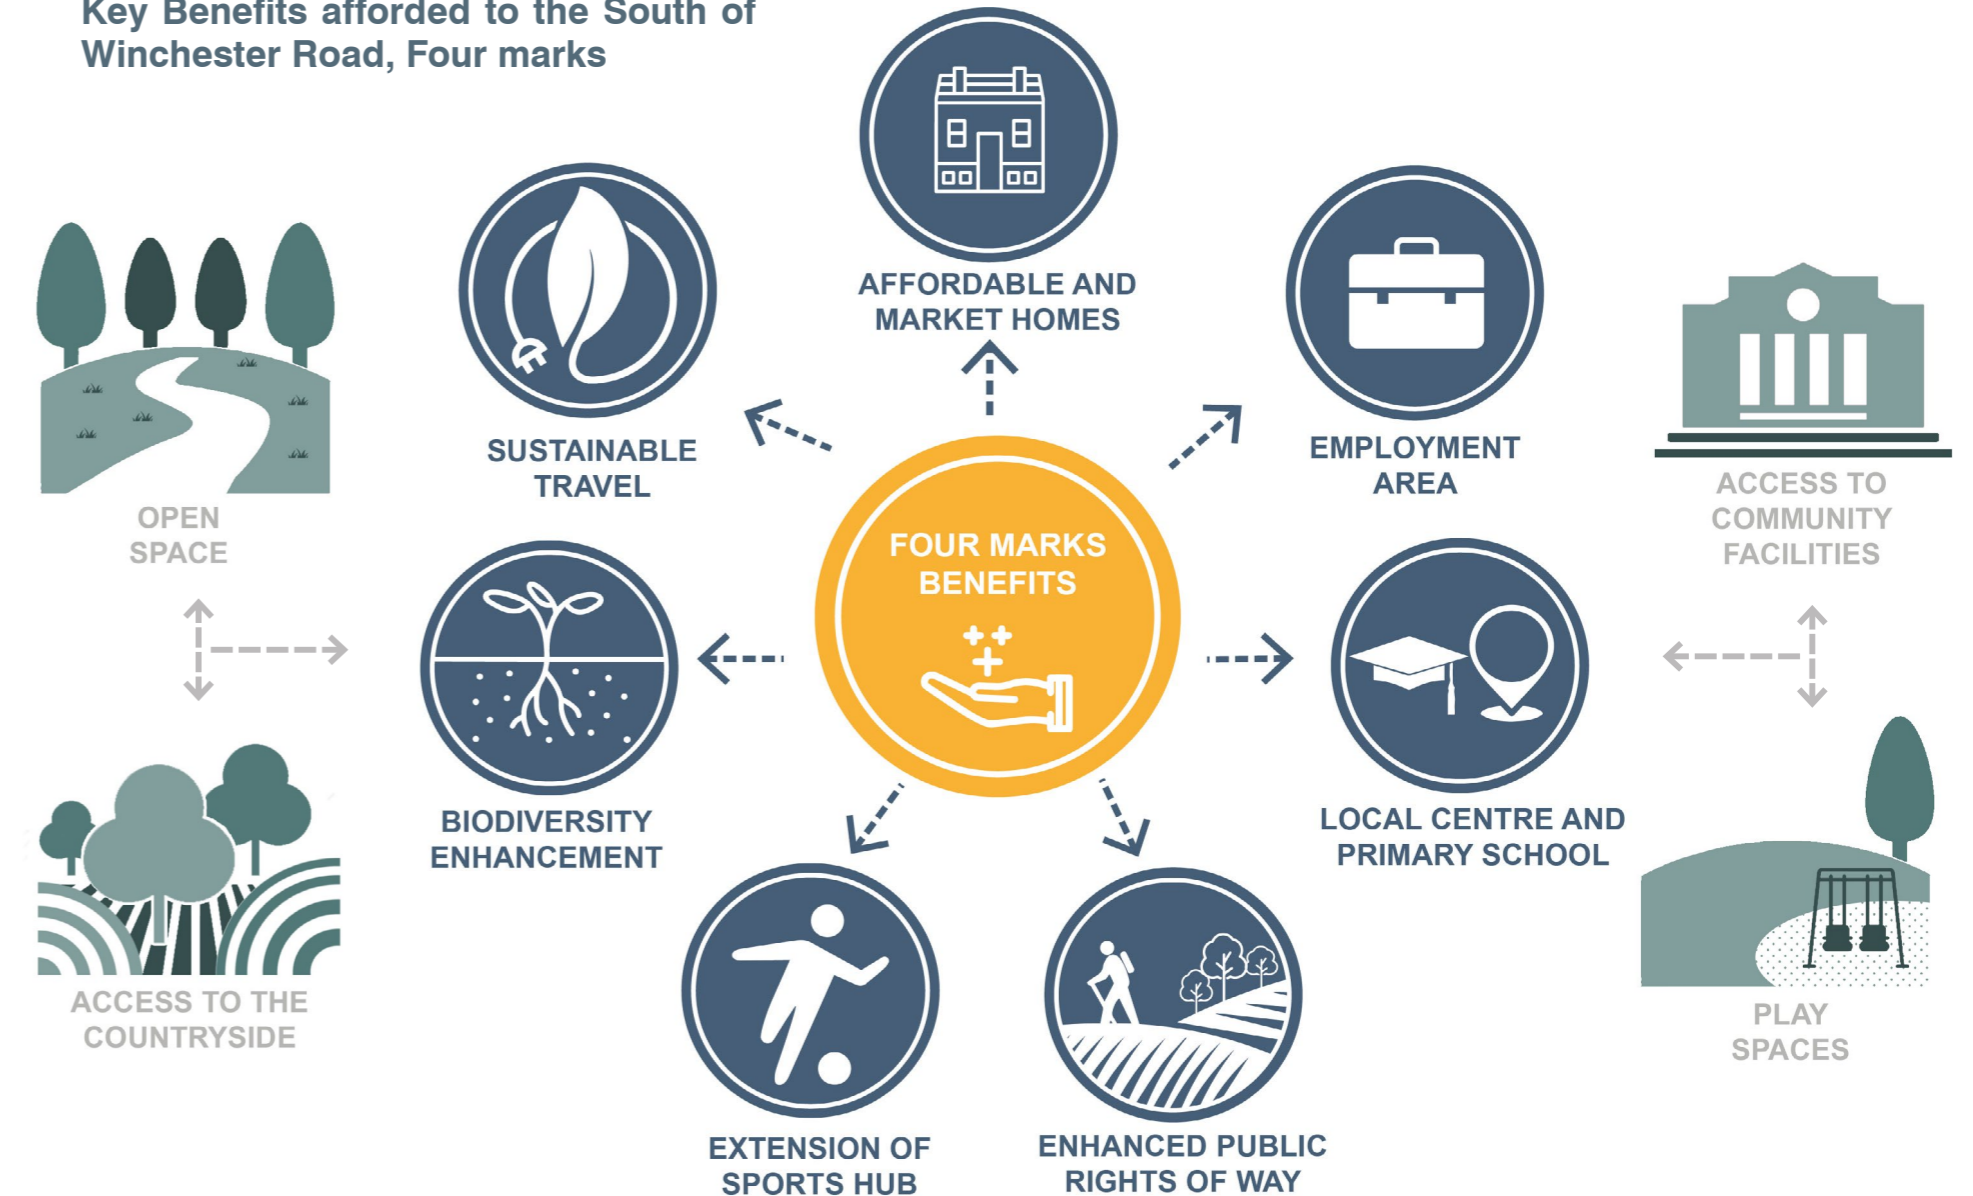 Key Benefits afforded to the South of
Winchester Road, Four marks
AFFORDABLE AND
MARKET HOMES
SUSTAINABLE
TRAVEL
EMPLOYMENT
AREA
OPEN
SPACE
ACCESS TO
COMMUNITY
FACILITIES
FOUR MARKS
BENEFITS
BIODIVERSITY
ENHANCEMENT
LOCAL CENTRE AND
PRIMARY SCHOOL
ACCESS TO THE
COUNTRYSIDE
PLAY
SPACES
EXTENSION OF
SPORTS HUB
ENHANCED PUBLIC
RIGHTS OF WAY